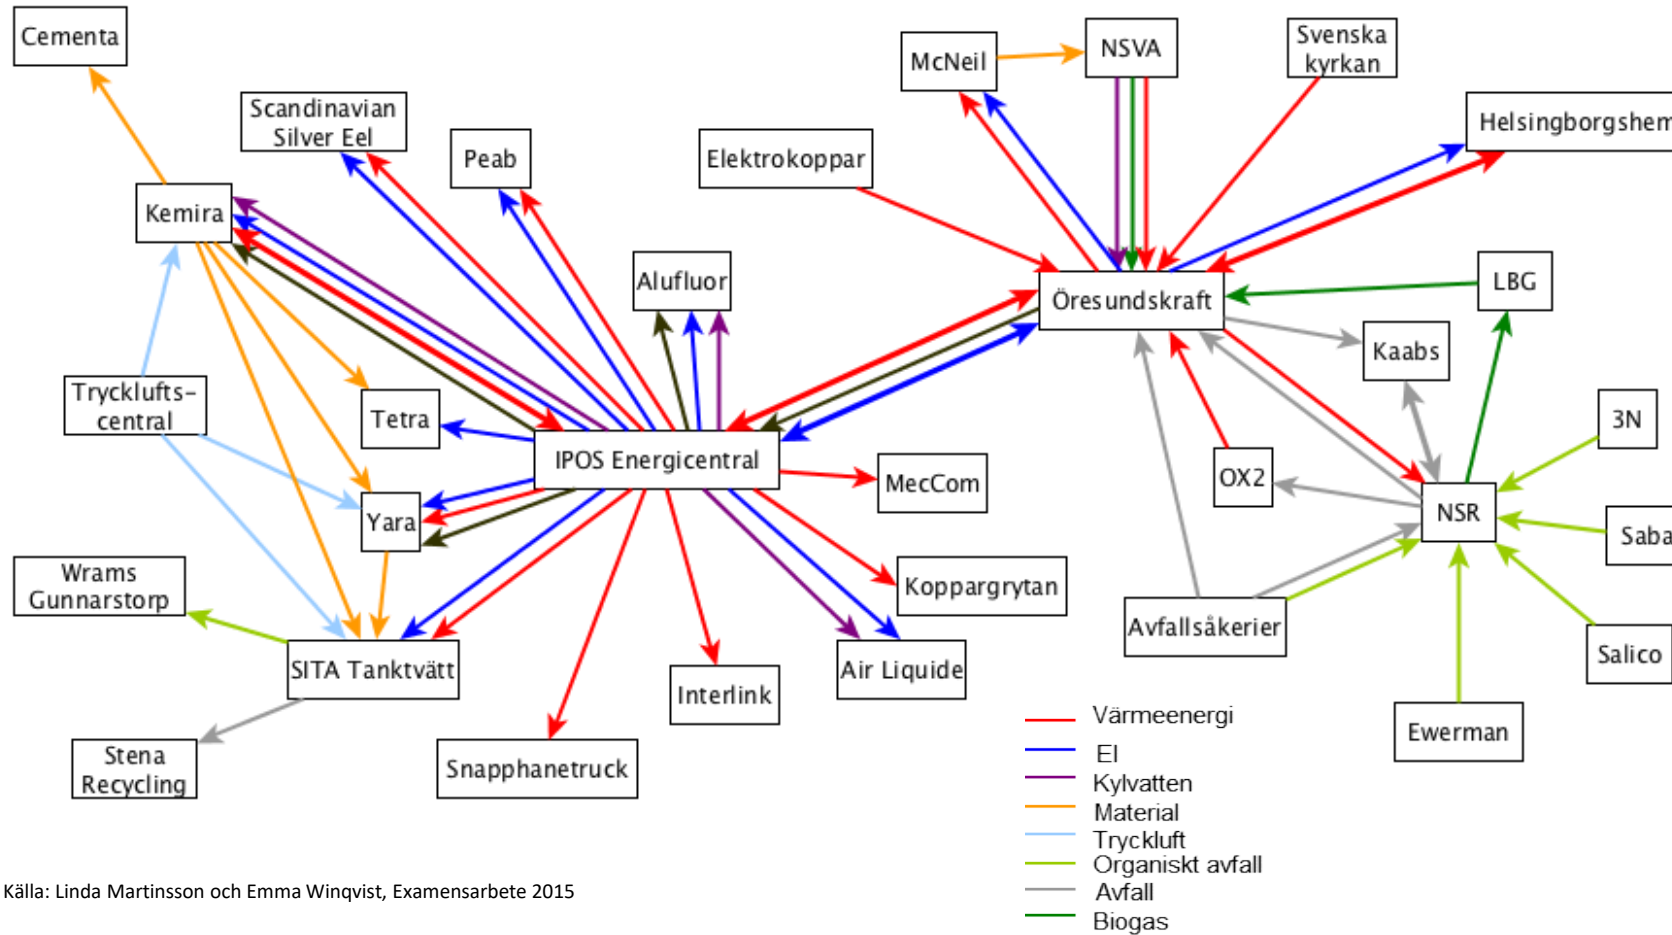 Cementa
Scandinavian
Silver Eel
Peab
McNeil
NSVA
Svenska
kyrkan
Helsingborgshem
Elektrokoppar
Kemira
Alufluor
Öresundskraft
LBG
Kaabs
Tryckluft s-
central
Tetra
IPOS Energicentral
MecCom
OX2
NSR
3N
Saba
Yara
Wrams
Gunnarstorp
Koppargrytan
Avfallsåkerier
SITA Tanktvätt
Interlink
Air Liquide
Salico
Stena
Recycling
Snapphanetruck
Ewerman
Värmeenergi
El
Kylvatten
Material
Tryckluft
Organiskt avfall
Avfall
Biogas
Källa: Linda Martinsson och Emma Winqvist, Examensarbete 2015